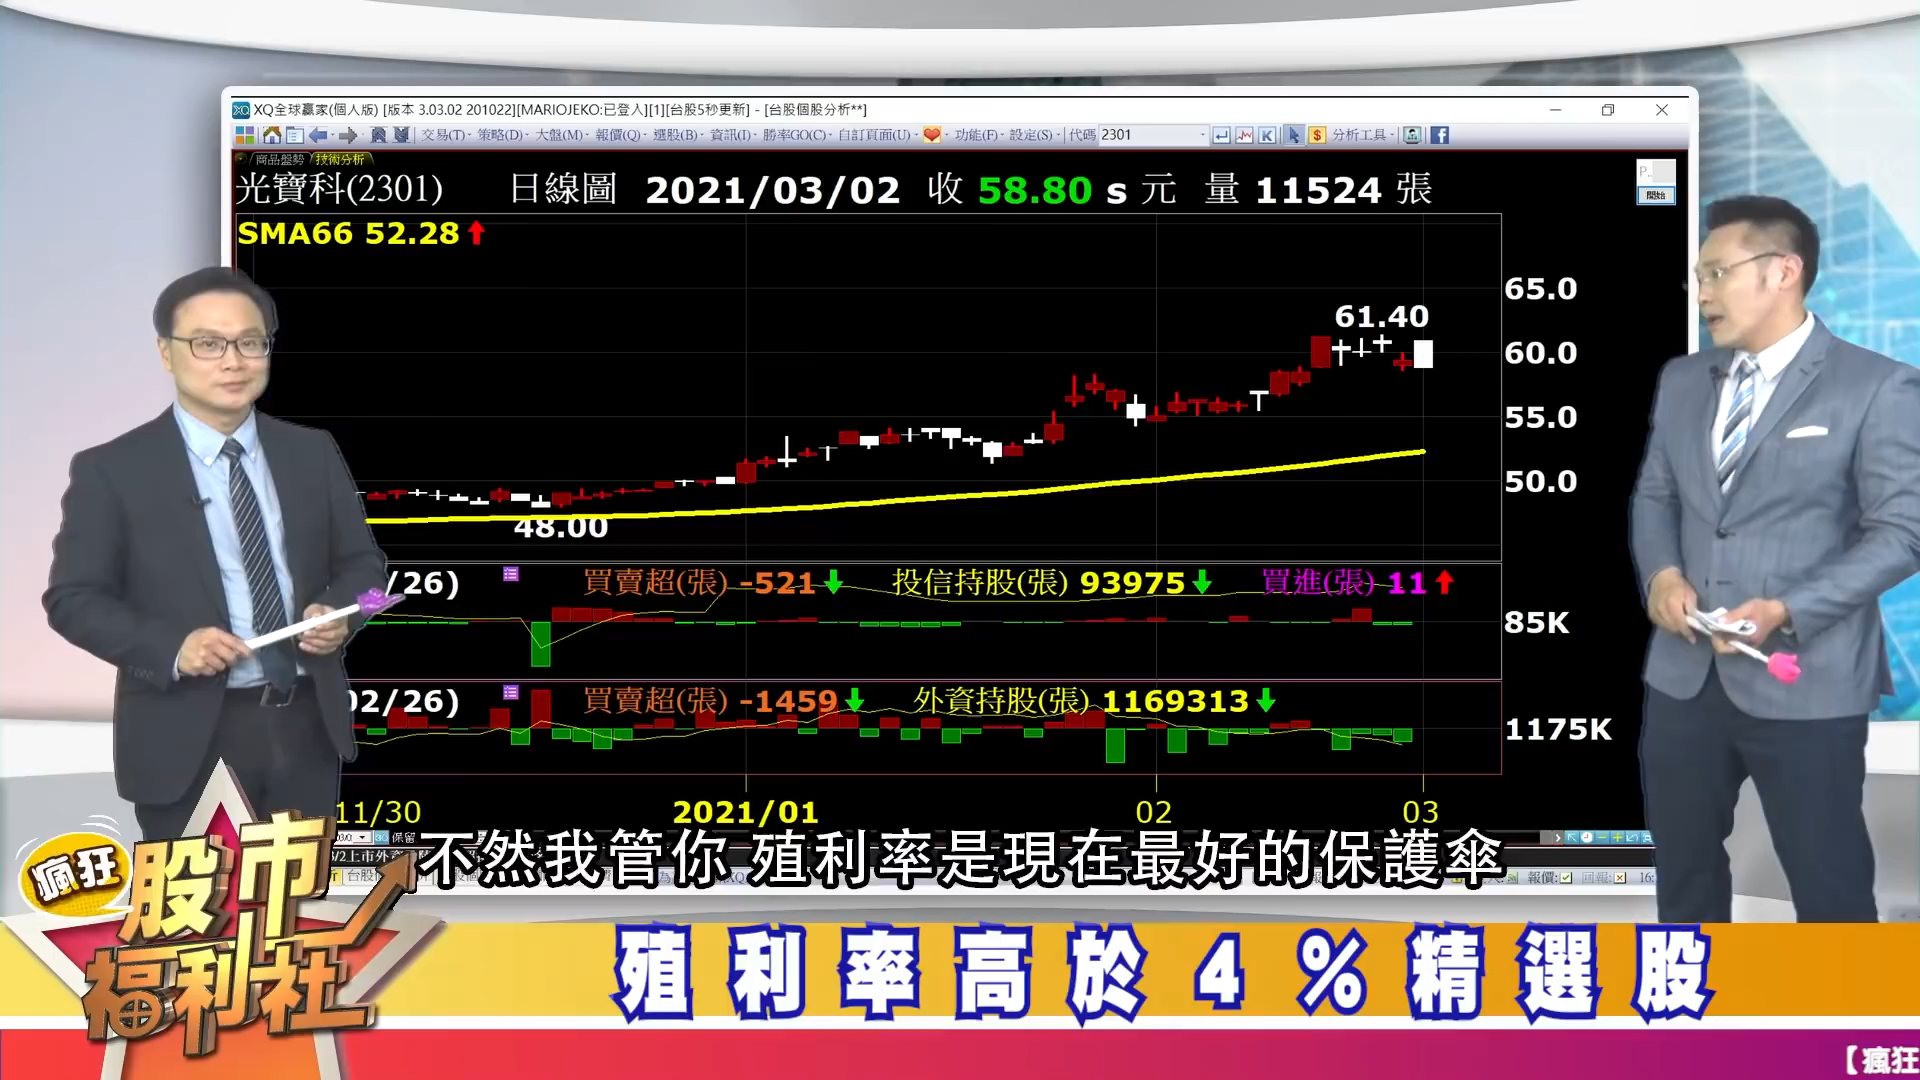 XQ全球贏家(個人版) [版本 3.03.02 201022][MARIOJEKO:已登入][1][台股5秒更新] - [台股個股分析**]
交易(T) 策略(D) 大盤(M) 報價(Q) 選股(B) 資訊(I) 勝率GO(C) 自訂頁面(U) 功能(F) 設定(S) 代碼 2301 分析工具
商品盤勢 技術分析
光寶科(2301) 日線圖 2021/03/02 收 58.80 s 元 量 11524 張
開始
SMA66 52.28
65.0
61.40
60.0
55.0
50.0
48.00
/26) 買賣超(張) -521 投信持股(張) 93975 買進(張) 11
85K
02/26) 買賣超(張) -1459 外資持股(張) 1169313
1175K
11/30 2021/01 02 03
保留
不然我管你 殖利率是現在最好的保護傘
報價: 回報: 16:
瘋狂
股市
福利社
殖利率高於4%精選股
【瘋狂